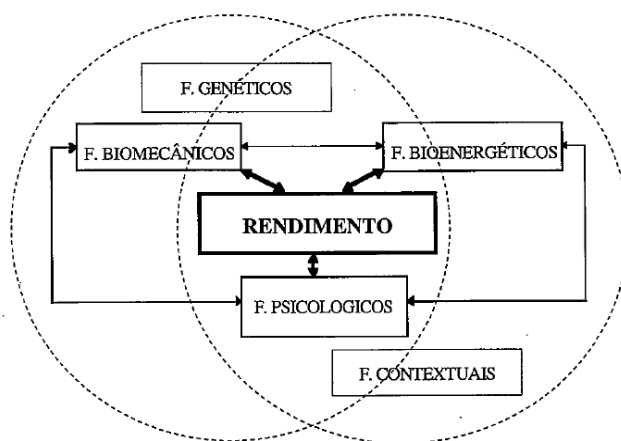 F. GENÉTICOS
F. BIOMECÂNICOS
F. BIOENERGÉTICOS
RENDIMENTO
F. PSICOLOGICOS
F. CONTEXTUAIS